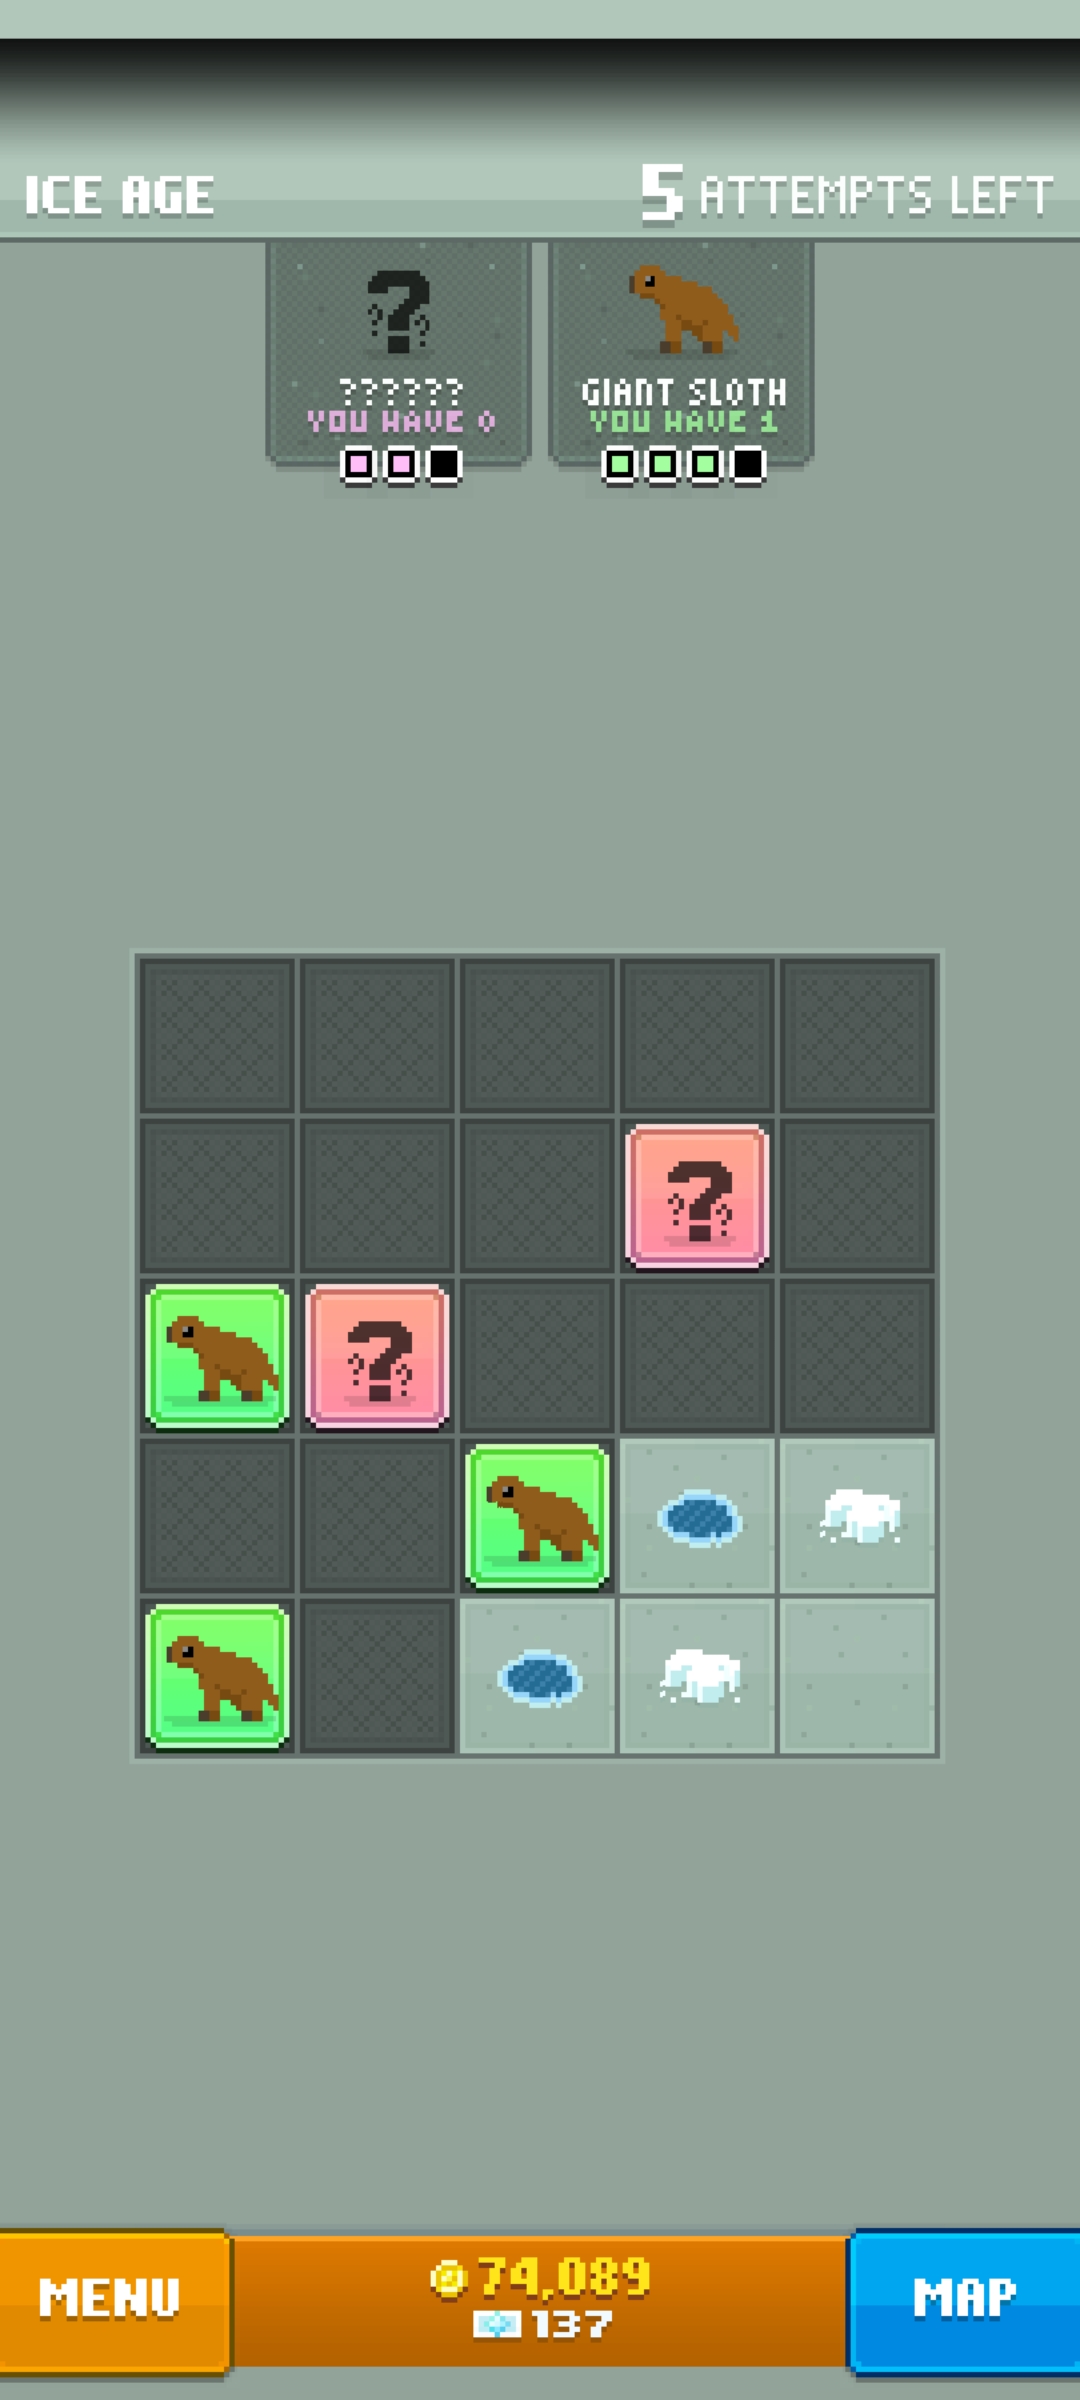 ICE AGE
5 ATTEMPTS LEFT
?
??????
YOU HAVE 0
GIANT SLOTH
YOU HAVE 1
?
?
MENU
74,089
137
MAP